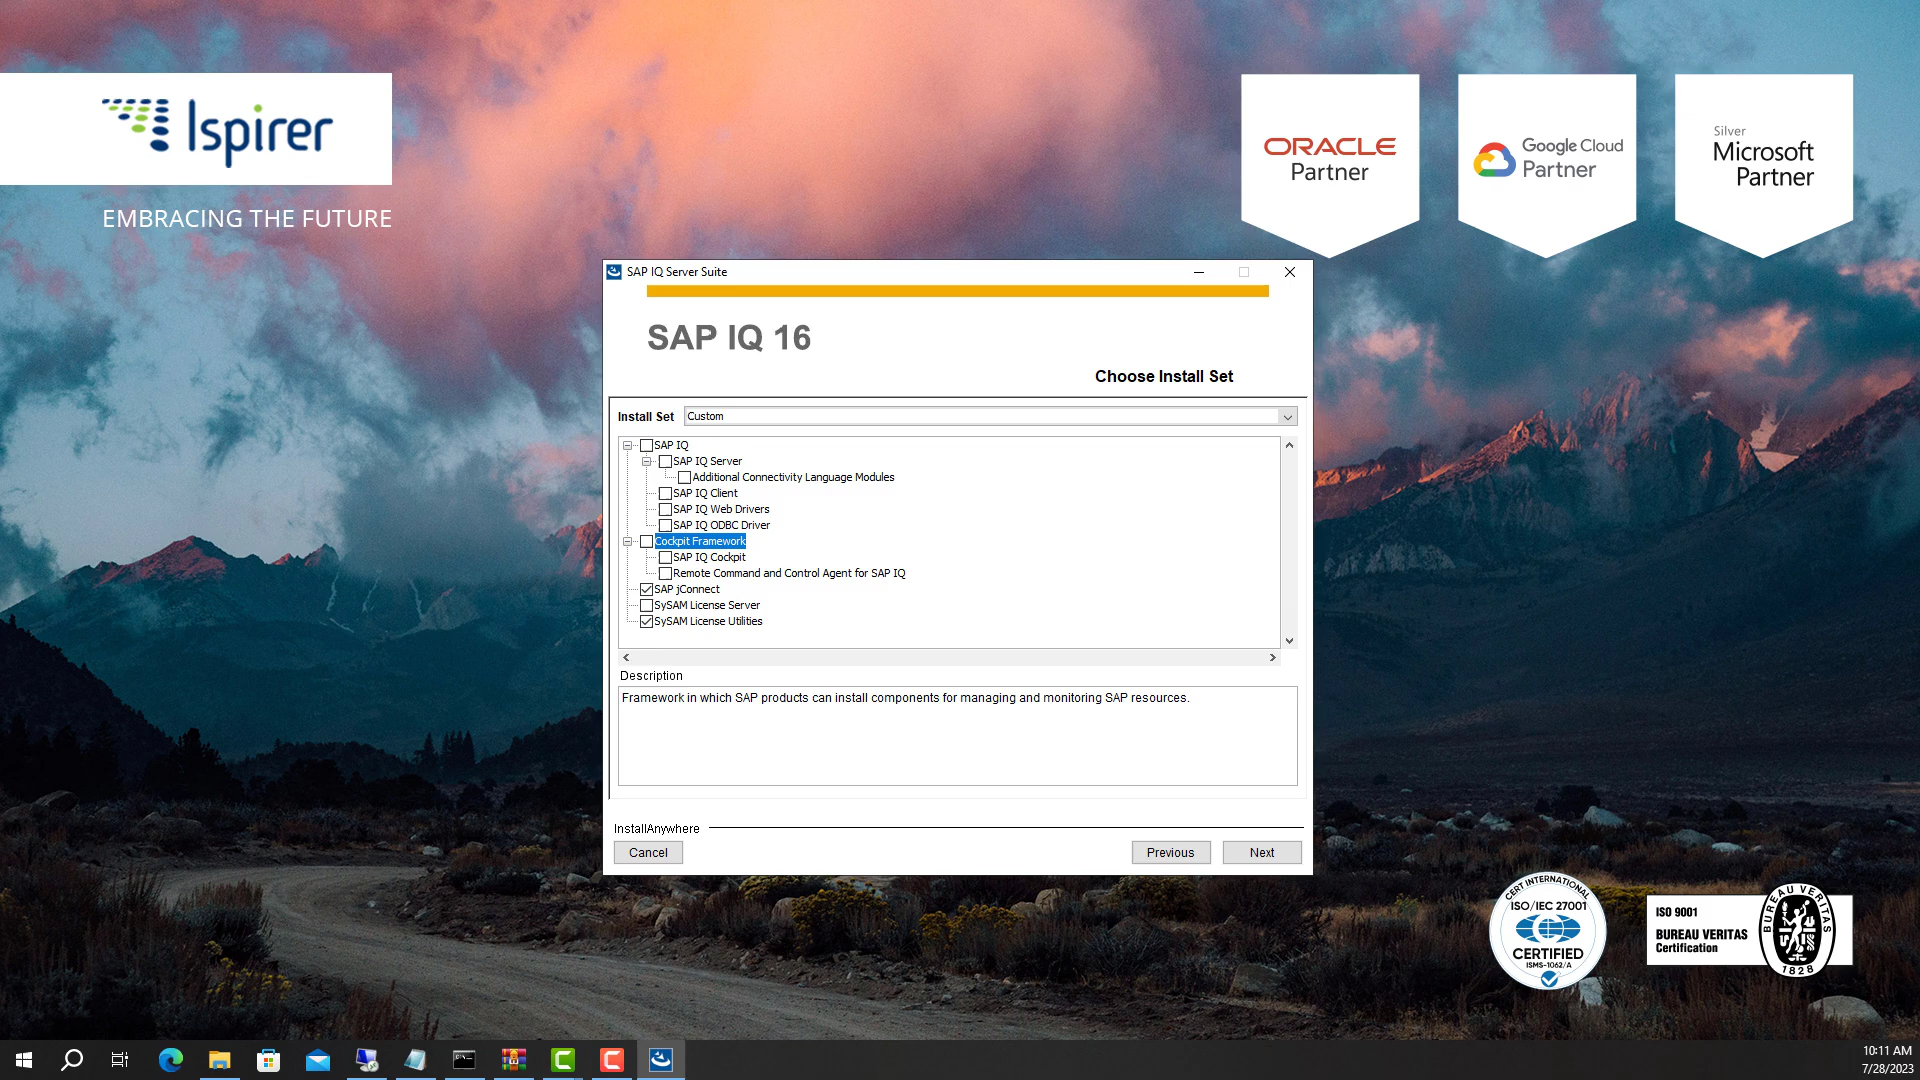 Ispirer
EMBRACING THE FUTURE
ORACLE
Partner
Google Cloud
Partner
Silver
Microsoft
Partner
SAP IQ Server Suite
SAP IQ 16
Choose Install Set
Install Set
Custom
SAP IQ
SAP IQ Server
Additional Connectivity Language Modules
SAP IQ Client
SAP IQ Web Drivers
SAP IQ ODBC Driver
Cockpit Framework
SAP IQ Cockpit
Remote Command and Control Agent for SAP IQ
SAP jConnect
SySAM License Server
SySAM License Utilities
Description
Framework in which SAP products can install components for managing and monitoring SAP resources.
InstallAnywhere
Cancel
Previous
Next
CERT INTERNATIONAL
ISO/IEC 27001
CERTIFIED
ISMS-1062/A
ISO 9001
BUREAU VERITAS
Certification
BUREAU VERITAS
1828
10:11 AM
7/28/2023